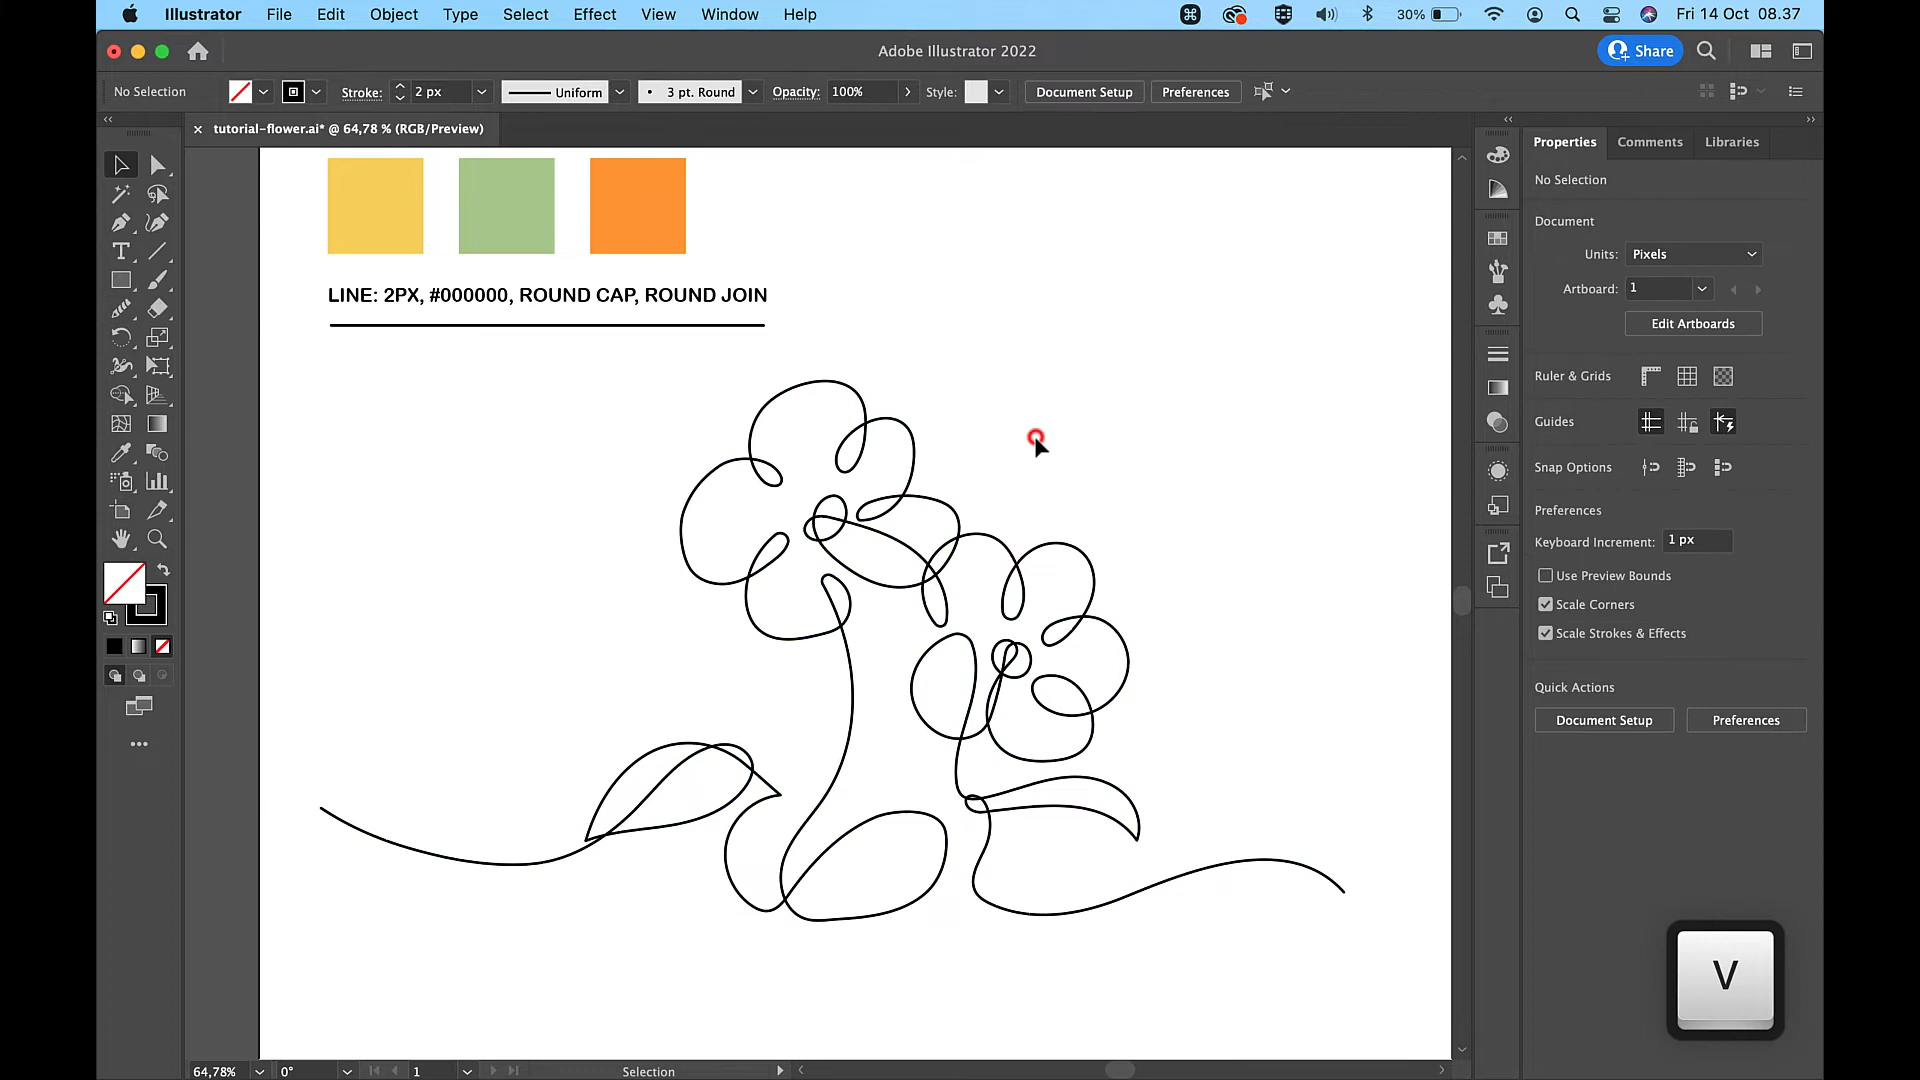 Illustrator File Edit Object Type Select Effect View Window Help 30% Fri 14 Oct 08.37
Adobe Illustrator 2022
Share
No Selection Stroke: 2 px Uniform 3 pt. Round Opacity: 100% Style: Document Setup Preferences
tutorial-flower.ai* @ 64,78 % (RGB/Preview)
Properties Comments Libraries
No Selection
Document
Units: Pixels
Artboard: 1
Edit Artboards
Ruler & Grids
Guides
Snap Options
Preferences
Keyboard Increment: 1 px
Use Preview Bounds
Scale Corners
Scale Strokes & Effects
Quick Actions
Document Setup Preferences
LINE: 2PX, #000000, ROUND CAP, ROUND JOIN
V
64,78% 0° 1 Selection